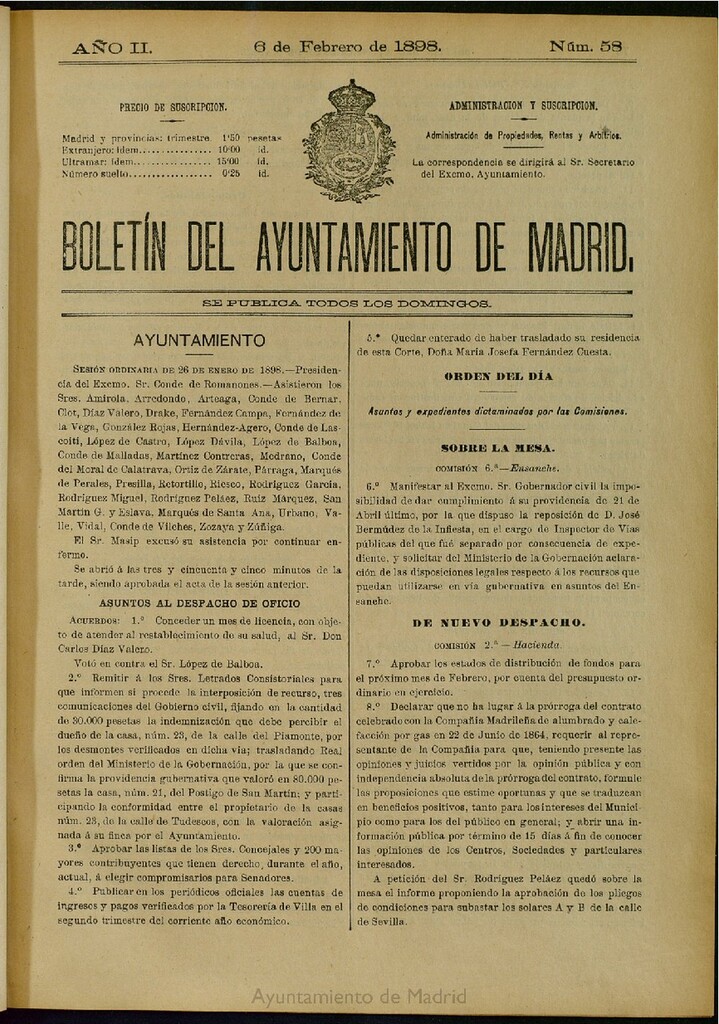 AÑO II.
6 de Febrero de 1898.
Núm. 58
PRECIO DE SUSCRIPCION.
Madrid y provincias: trimestre. 1'50 pesetas
Extranjero: ídem................ 10'00 id.
Ultramar: ídem.................. 15'00 id.
Número suelto................... 0'25 id.
ADMINISTRACION Y SUSCRIPCION.
Administración de Propiedades, Rentas y Arbitrios.
La correspondencia se dirigirá al Sr. Secretario
del Excmo. Ayuntamiento.
BOLETÍN DEL AYUNTAMIENTO DE MADRID.
SE PUBLICA TODOS LOS DOMINGOS.
AYUNTAMIENTO
SESIÓN ORDINARIA DE 26 DE ENERO DE 1898.—Presiden-
cia del Excmo. Sr. Conde de Romanones.—Asistieron los
Sres. Amirola, Arredondo, Arteaga, Conde de Bernar,
Clot, Díaz Valero, Drake, Fernández Campa, Fernández de
la Vega, González Rojas, Hernández-Agero, Conde de Las-
coiti, López de Castro, López Dávila, López de Balboa,
Conde de Malladas, Martínez Contreras, Medrano, Conde
del Moral de Calatrava, Ortiz de Zárate, Párraga, Marqués
de Perales, Presilla, Retortillo, Riesco, Rodríguez García,
Rodríguez Miguel, Rodríguez Peláez, Ruíz Márquez, San
Martín G. y Eslava, Marqués de Santa Ana, Urbano, Va-
lle, Vidal, Conde de Vilches, Zozaya y Zúñiga.
El Sr. Masip excusó su asistencia por continuar en-
fermo.
Se abrió á las tres y cincuenta y cinco minutos de la
tarde, siendo aprobada el acta de la sesión anterior.
ASUNTOS AL DESPACHO DE OFICIO
ACUERDOS: 1.º Conceder un mes de licencia, con obje-
to de atender al restablecimiento de su salud, al Sr. Don
Carlos Díaz Valero.
Votó en contra el Sr. López de Balboa.
2.º Remitir á los Sres. Letrados Consistoriales para
que informen si procede la interposición de recurso, tres
comunicaciones del Gobierno civil, fijando en la cantidad
de 30.000 pesetas la indemnización que debe percibir el
dueño de la casa, núm. 23, de la calle del Piamonte, por
los desmontes verificados en dicha vía; trasladando Real
orden del Ministerio de la Gobernación, por la que se con-
firma la providencia gubernativa que valoró en 80.000 pe-
setas la casa, núm. 21, del Postigo de San Martín; y parti-
cipando la conformidad entre el propietario de la casas
núm. 23, de la calle de Tudescos, con la valoración asig-
nada á su finca por el Ayuntamiento.
3.º Aprobar las listas de los Sres. Concejales y 200 ma-
yores contribuyentes que tienen derecho, durante el año,
actual, á elegir compromisarios para Senadores.
4.º Publicar en los periódicos oficiales las cuentas de
ingresos y pagos verificados por la Tesorería de Villa en el
segundo trimestre del corriente año económico.
5.º Quedar enterado de haber trasladado su residencia
de esta Corte, Doña María Josefa Fernández Cuesta.
ORDEN DEL DÍA
Asuntos y expedientes dictaminados por las Comisiones.
SOBRE LA MESA.
COMISIÓN 6.ª—Ensanche.
6.º Manifestar al Excmo. Sr. Gobernador civil la impo-
sibilidad de dar cumplimiento á su providencia de 21 de
Abril último, por la que dispuso la reposición de D. José
Bermúdez de la Infiesta, en el cargo de Inspector de Vías
públicas del que fué separado por consecuencia de expe-
diente, y solicitar del Ministerio de la Gobernación aclara-
ción de las disposiciones legales respecto á los recursos que
puedan utilizarse en vía gubernativa en asuntos del En-
sanche.
DE NUEVO DESPACHO.
COMISIÓN 2.ª—Hacienda.
7.º Aprobar los estados de distribución de fondos para
el próximo mes de Febrero, por cuenta del presupuesto or-
dinario en ejercicio.
8.º Declarar que no ha lugar á la prórroga del contrato
celebrado con la Compañía Madrileña de alumbrado y cale-
facción por gas en 22 de Junio de 1864, requerir al repre-
sentante de la Compañía para que, teniendo presente las
opiniones y juicios vertidos por la opinión pública y con
independencia absoluta de la prórroga del contrato, formule
las proposiciones que estime oportunas y que se traduzcan
en beneficios positivos, tanto para los intereses del Munici-
pio como para los del público en general; y abrir una in-
formación pública por término de 15 días á fin de conocer
las opiniones de los Centros, Sociedades y particulares
interesados.
A petición del Sr. Rodríguez Peláez quedó sobre la
mesa el informe proponiendo la aprobación de los pliegos
de condiciones para subastar los solares A y B de la calle
de Sevilla.
Ayuntamiento de Madrid